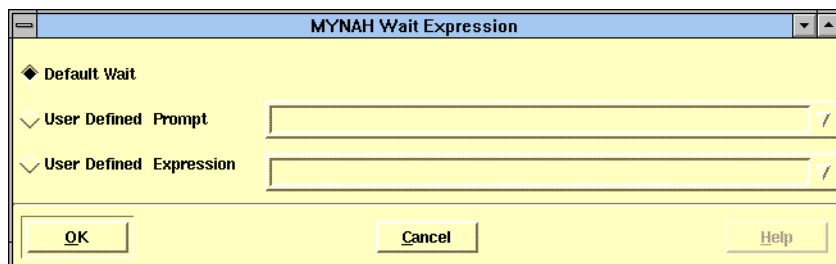 MYNAH Wait Expression
Default Wait
User Defined Prompt
User Defined Expression
OK Cancel Help